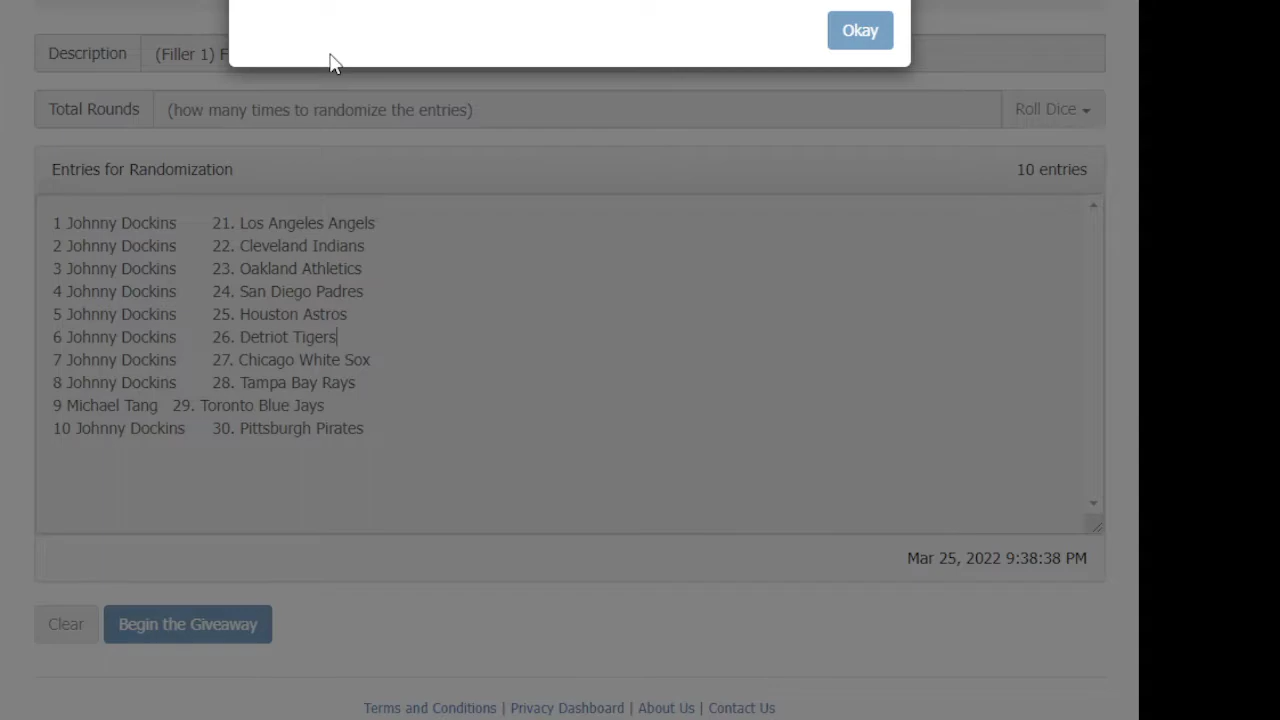 Okay
Description (Filler 1) F
Total Rounds (how many times to randomize the entries) Roll Dice
Entries for Randomization 10 entries
1 Johnny Dockins 21. Los Angeles Angels
2 Johnny Dockins 22. Cleveland Indians
3 Johnny Dockins 23. Oakland Athletics
4 Johnny Dockins 24. San Diego Padres
5 Johnny Dockins 25. Houston Astros
6 Johnny Dockins 26. Detriot Tigers
7 Johnny Dockins 27. Chicago White Sox
8 Johnny Dockins 28. Tampa Bay Rays
9 Michael Tang 29. Toronto Blue Jays
10 Johnny Dockins 30. Pittsburgh Pirates
Mar 25, 2022 9:38:38 PM
Clear Begin the Giveaway
Terms and Conditions | Privacy Dashboard | About Us | Contact Us